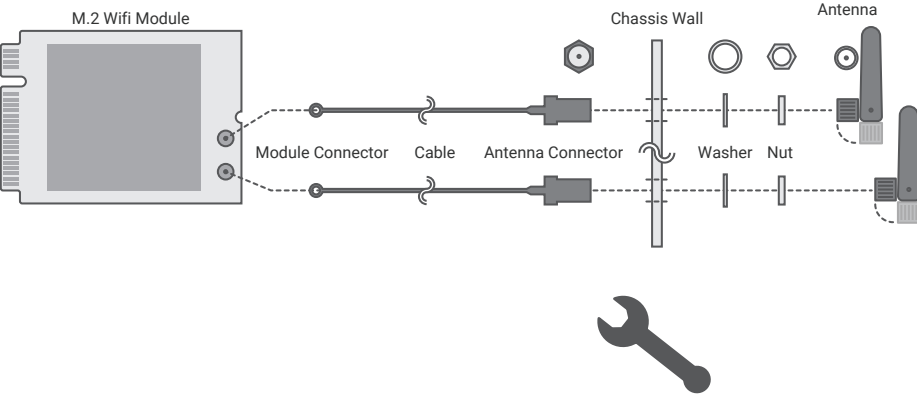 M.2 Wifi Module
Chassis Wall
Antenna
Module Connector
Cable
Antenna Connector
Washer
Nut